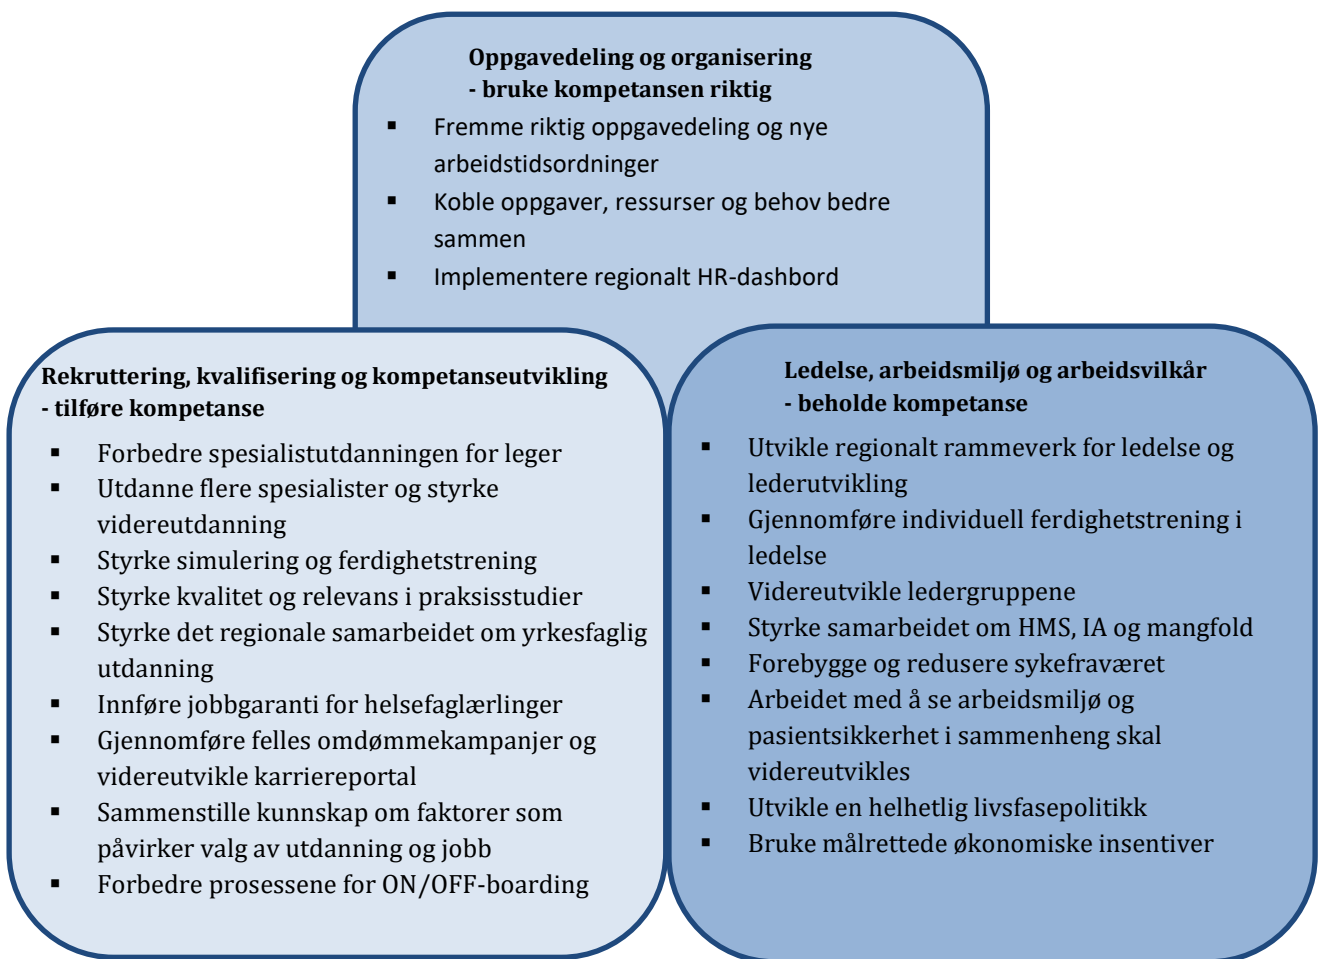 Oppgavedeling og organisering
- bruke kompetansen riktig
▪ Fremme riktig oppgavedeling og nye
arbeidstidsordninger
▪ Koble oppgaver, ressurser og behov bedre
sammen
▪ Implementere regionalt HR-dashbord
Rekruttering, kvalifisering og kompetanseutvikling
- tilføre kompetanse
▪ Forbedre spesialistutdanningen for leger
▪ Utdanne flere spesialister og styrke
videreutdanning
▪ Styrke simulering og ferdighetstrening
▪ Styrke kvalitet og relevans i praksisstudier
▪ Styrke det regionale samarbeidet om yrkesfaglig
utdanning
▪ Innføre jobbgaranti for helsefaglærlinger
▪ Gjennomføre felles omdømmekampanjer og
videreutvikle karriereportal
▪ Sammenstille kunnskap om faktorer som
påvirker valg av utdanning og jobb
▪ Forbedre prosessene for ON/OFF-boarding
Ledelse, arbeidsmiljø og arbeidsvilkår
- beholde kompetanse
▪ Utvikle regionalt rammeverk for ledelse og
lederutvikling
▪ Gjennomføre individuell ferdighetstrening i
ledelse
▪ Videreutvikle ledergruppene
▪ Styrke samarbeidet om HMS, IA og mangfold
▪ Forebygge og redusere sykefraværet
▪ Arbeidet med å se arbeidsmiljø og
pasientsikkerhet i sammenheng skal
videreutvikles
▪ Utvikle en helhetlig livsfasepolitikk
▪ Bruke målrettede økonomiske insentiver